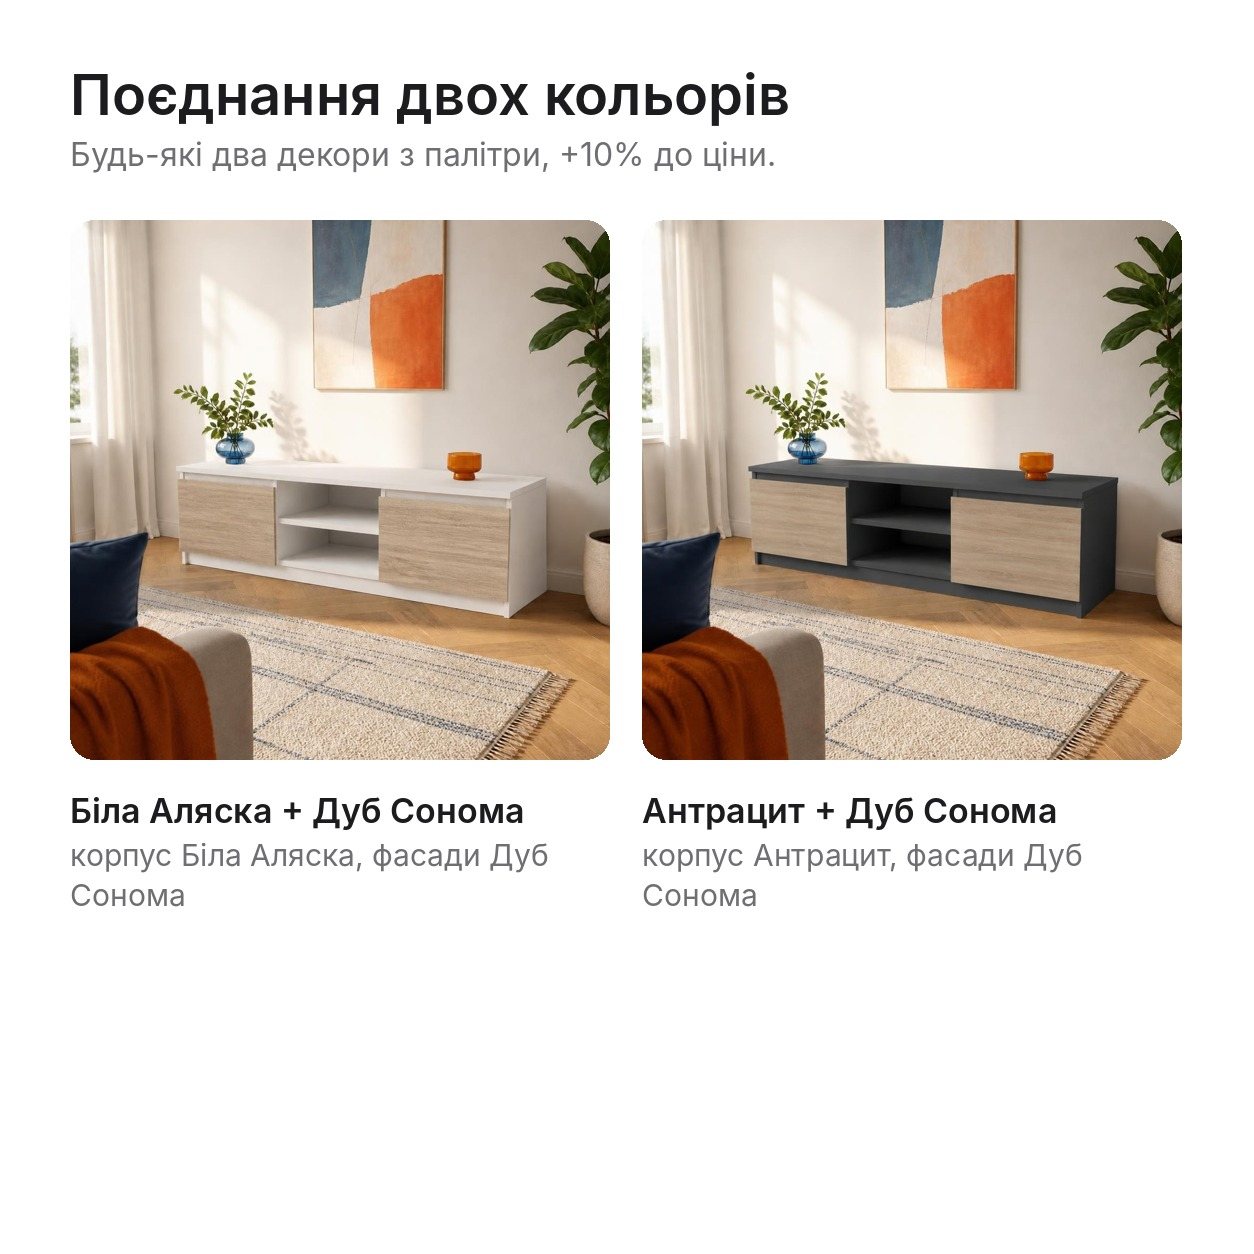 Поєднання двох кольорів
Будь-які два декори з палітри, +10% до ціни.
Біла Аляска + Дуб Сонома
корпус Біла Аляска, фасади Дуб
Сонома
Антрацит + Дуб Сонома
корпус Антрацит, фасади Дуб
Сонома